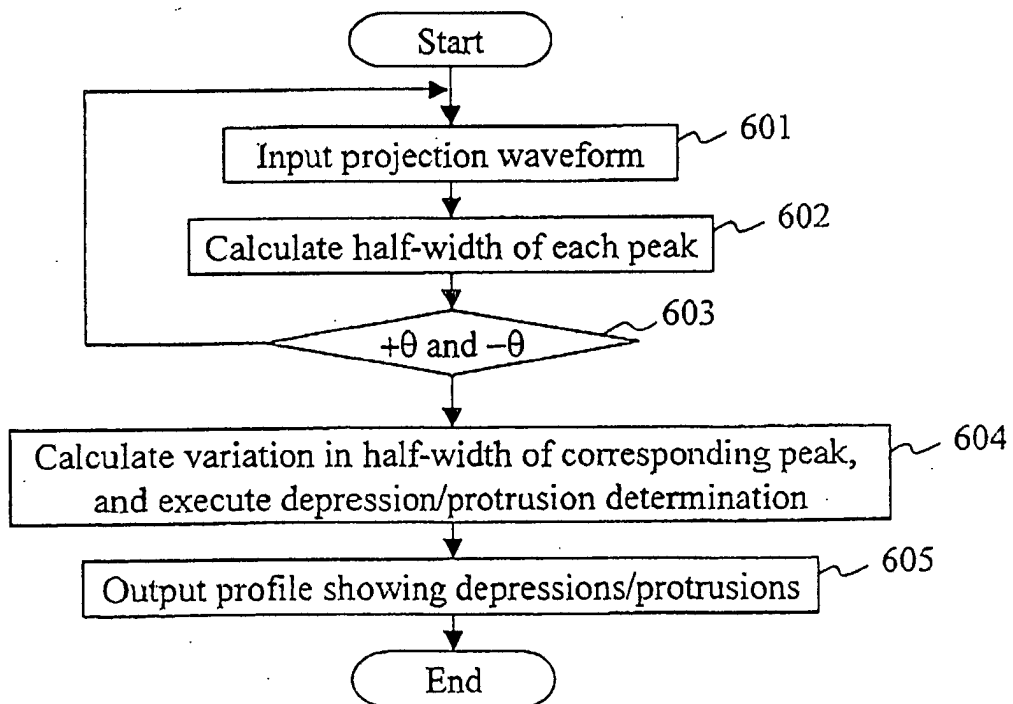 Start
601
Input projection waveform
602
Calculate half-width of each peak
603
+θ and −θ
604
Calculate variation in half-width of corresponding peak,
and execute depression/protrusion determination
605
Output profile showing depressions/protrusions
End